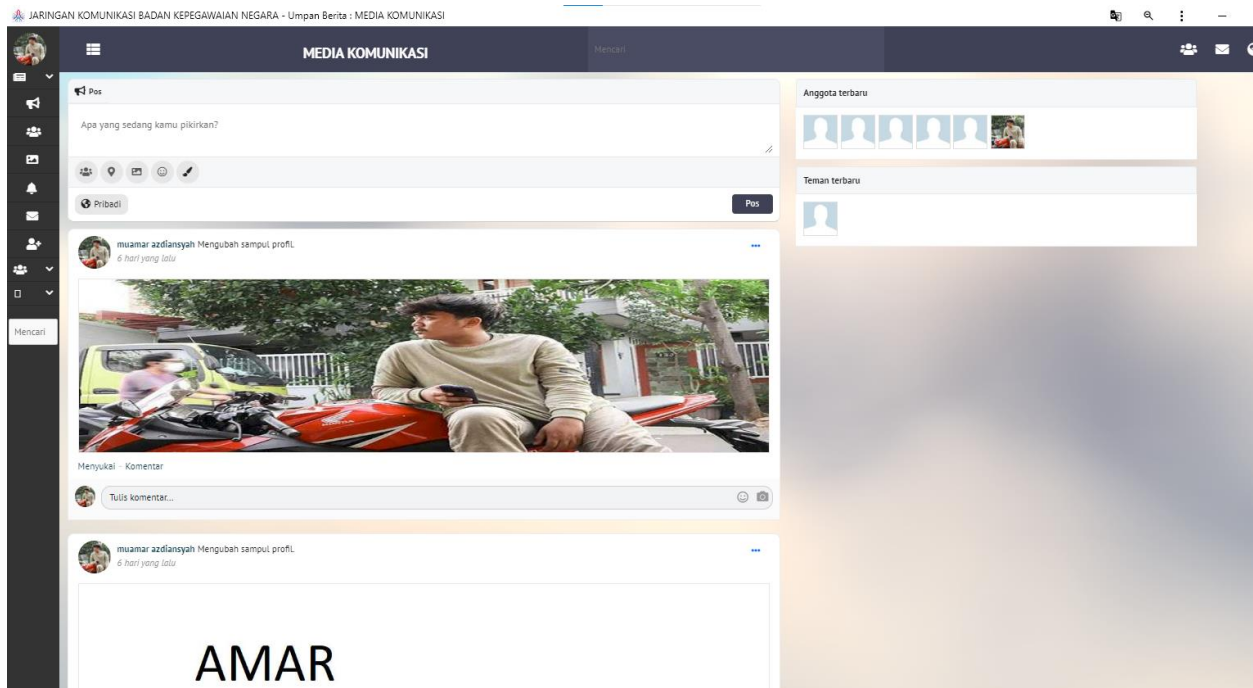 JARINGAN KOMUNIKASI BADAN KEPEGAWAIAN NEGARA - Umpan Berita : MEDIA KOMUNIKASI
MEDIA KOMUNIKASI
Mencari
Pos
Apa yang sedang kamu pikirkan?
Pribadi
Pos
Anggota terbaru
Teman terbaru
Mencari
muamar azdiansyah Mengubah sampul profil.
6 hari yang lalu
HONDA
Menyukai · Komentar
Tulis komentar...
muamar azdiansyah Mengubah sampul profil.
6 hari yang lalu
AMAR